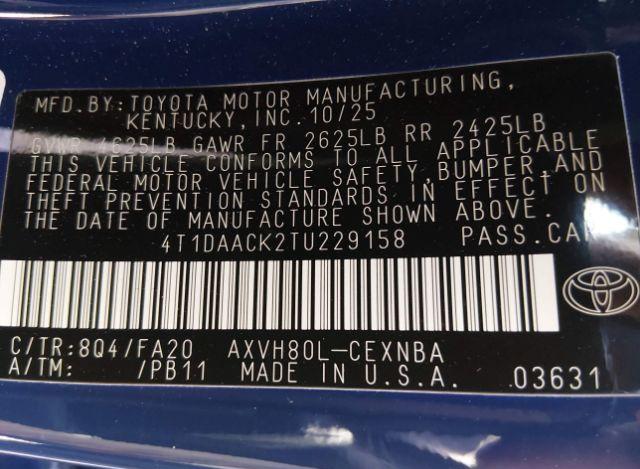 MFD.BY:TOYOTA MOTOR MANUFACTURING,
KENTUCKY,INC.10/25
GVWR 4625LB GAWR FR 2625LB RR 2425LB
THIS VEHICLE CONFORMS TO ALL APPLICABLE
FEDERAL MOTOR VEHICLE SAFETY,BUMPER,AND
THEFT PREVENTION STANDARDS IN EFFECT ON
THE DATE OF MANUFACTURE SHOWN ABOVE.
4T1DAACK2TU229158 PASS.CAR
C/TR:8Q4/FA20 AXVH80L-CEXNBA
A/TM: /PB11 MADE IN U.S.A. 03631